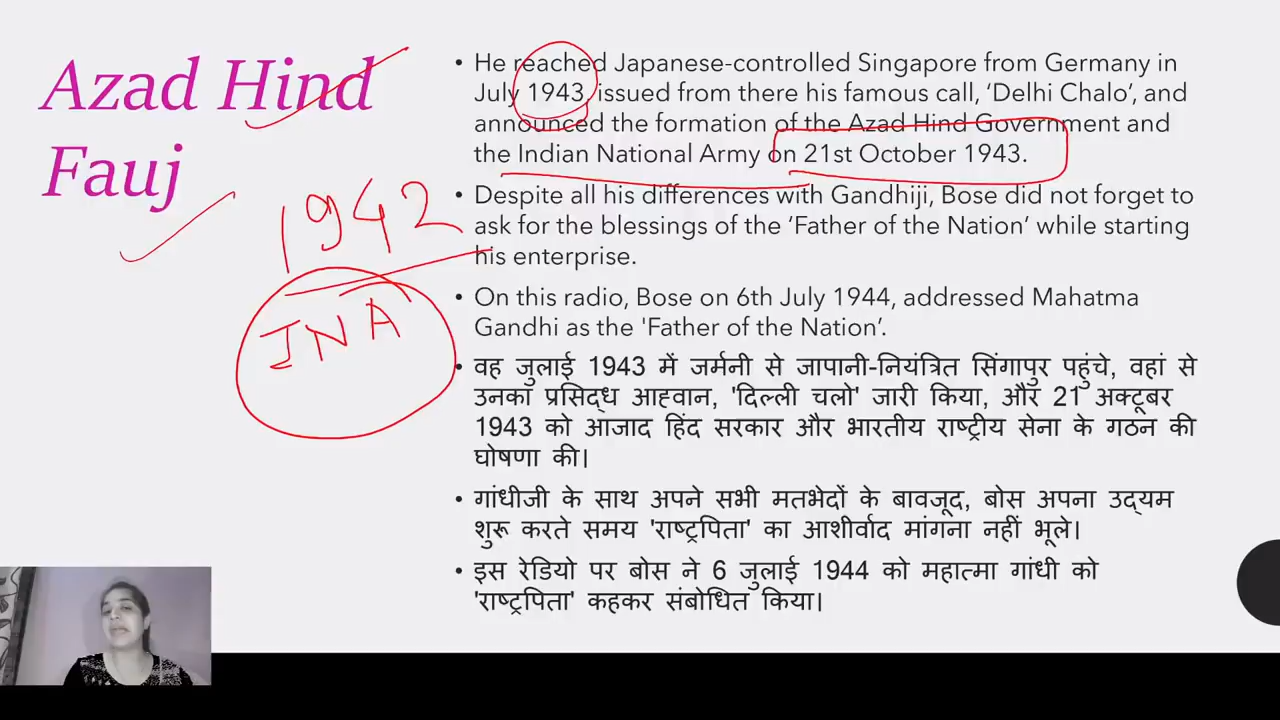 Azad Hind
Fauj
1942
INA
• He reached Japanese-controlled Singapore from Germany in
July 1943, issued from there his famous call, ‘Delhi Chalo’, and
announced the formation of the Azad Hind Government and
the Indian National Army on 21st October 1943.
• Despite all his differences with Gandhiji, Bose did not forget to
ask for the blessings of the ‘Father of the Nation’ while starting
his enterprise.
• On this radio, Bose on 6th July 1944, addressed Mahatma
Gandhi as the 'Father of the Nation’.
• वह जुलाई 1943 में जर्मनी से जापानी-नियंत्रित सिंगापुर पहुंचे, वहां से
उनका प्रसिद्ध आह्वान, 'दिल्ली चलो' जारी किया, और 21 अक्टूबर
1943 को आजाद हिंद सरकार और भारतीय राष्ट्रीय सेना के गठन की
घोषणा की।
• गांधीजी के साथ अपने सभी मतभेदों के बावजूद, बोस अपना उद्यम
शुरू करते समय 'राष्ट्रपिता' का आशीर्वाद मांगना नहीं भूले।
• इस रेडियो पर बोस ने 6 जुलाई 1944 को महात्मा गांधी को
'राष्ट्रपिता' कहकर संबोधित किया।